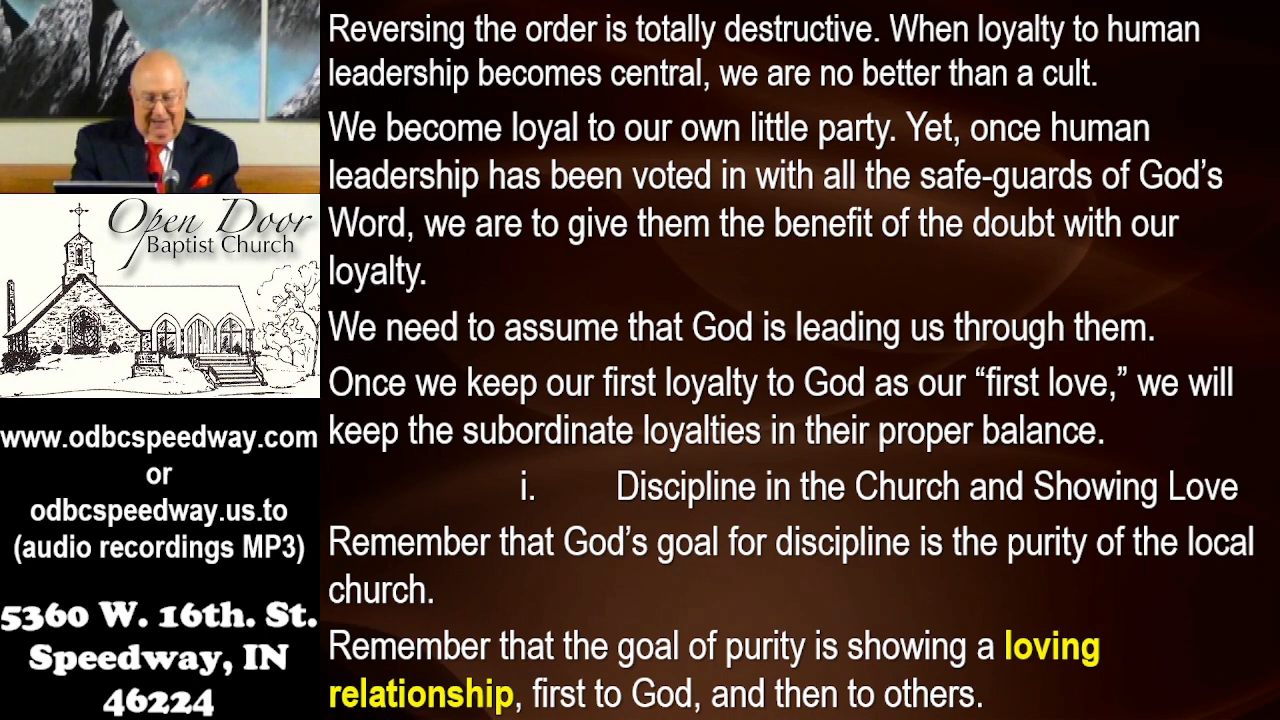 Open Door
Baptist Church
www.odbcspeedway.com
or
odbcspeedway.us.to
(audio recordings MP3)
5360 W. 16th. St.
Speedway, IN
46224
Reversing the order is totally destructive. When loyalty to human
leadership becomes central, we are no better than a cult.
We become loyal to our own little party. Yet, once human
leadership has been voted in with all the safe-guards of God’s
Word, we are to give them the benefit of the doubt with our
loyalty.
We need to assume that God is leading us through them.
Once we keep our first loyalty to God as our “first love,” we will
keep the subordinate loyalties in their proper balance.
i. Discipline in the Church and Showing Love
Remember that God’s goal for discipline is the purity of the local
church.
Remember that the goal of purity is showing a loving
relationship, first to God, and then to others.